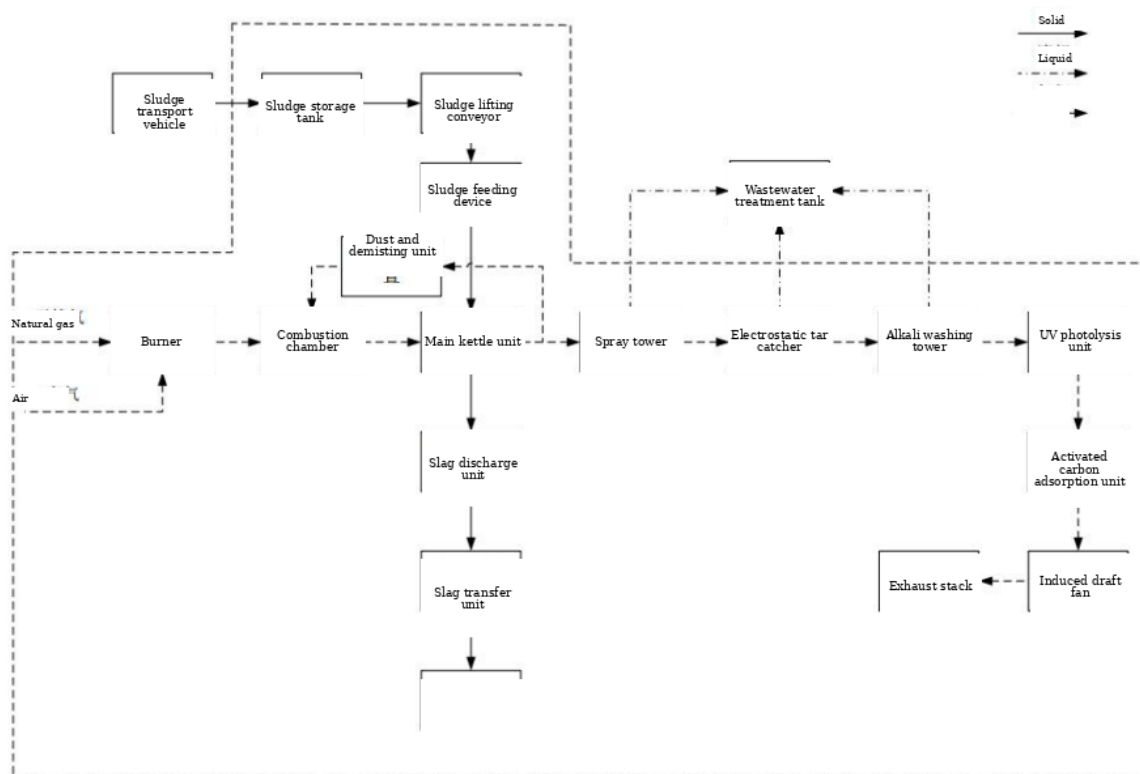 Solid
Liquid
Sludge
transport
vehicle
Sludge storage
tank
Sludge lifting
conveyor
Sludge feeding
device
Wastewater
treatment tank
Dust and
demisting unit
Natural gas
Burner
Combustion
chamber
Main kettle unit
Spray tower
Electrostatic tar
catcher
Alkali washing
tower
UV photolysis
unit
Air
Slag discharge
unit
Activated
carbon
adsorption unit
Slag transfer
unit
Exhaust stack
Induced draft
fan